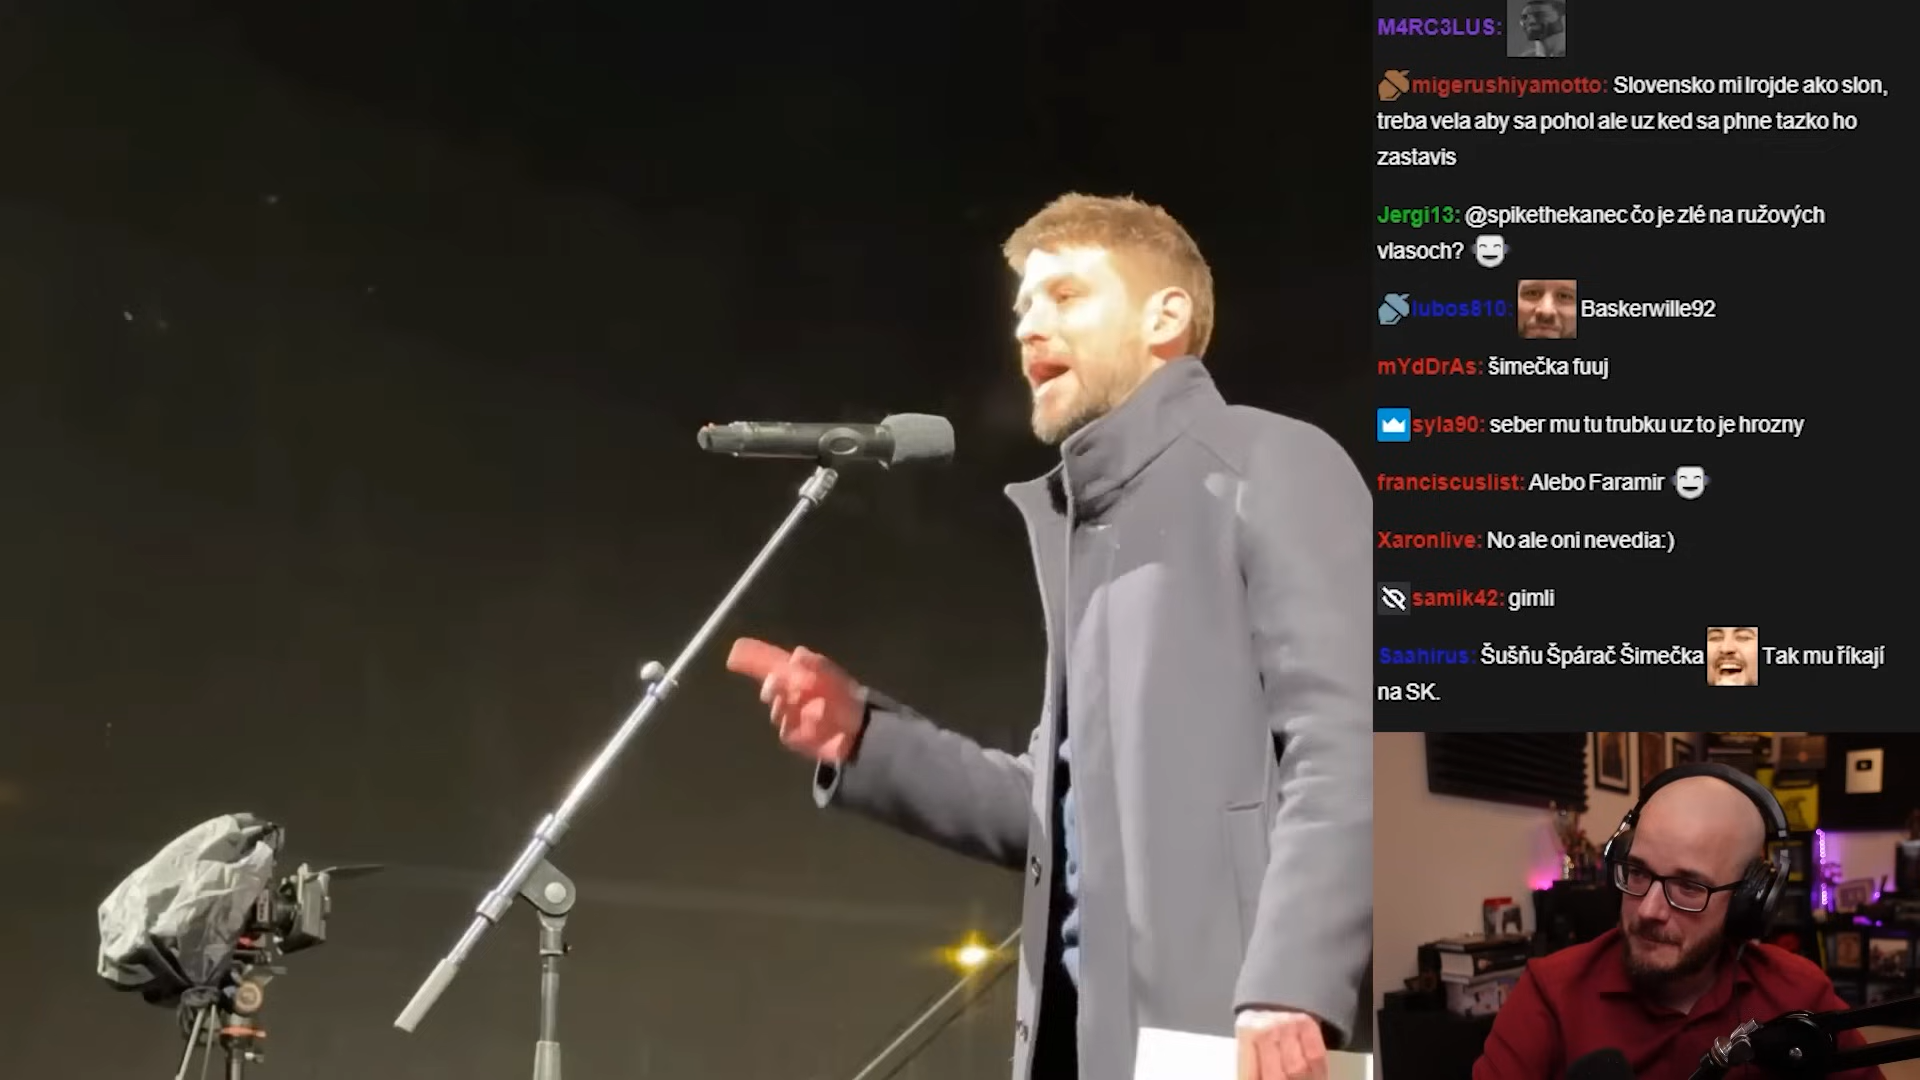 M4RC3LUS:
migerushiyamotto: Slovensko mi lrojde ako slon,
treba vela aby sa pohol ale uz ked sa phne tazko ho
zastavis
Jergi13: @spikethekanec čo je zlé na ružových
vlasoch?
lubos810: Baskerwille92
mYdDrAs: šimečka fuuj
syla90: seber mu tu trubku uz to je hrozny
franciscuslist: Alebo Faramir
Xaronlive: No ale oni nevedia:)
samik42: gimli
Saahirus: Šušňu Špárač Šimečka Tak mu říkají
na SK.